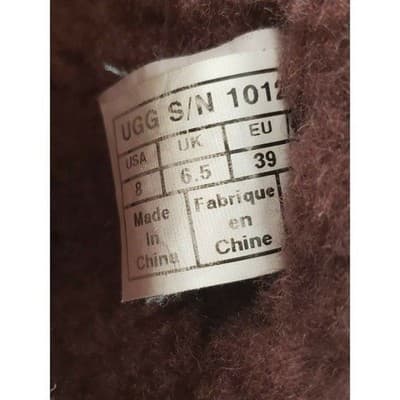 UGG S/N 1012
USA UK EU
8 6.5 39
Made Fabrique
In en
China Chine